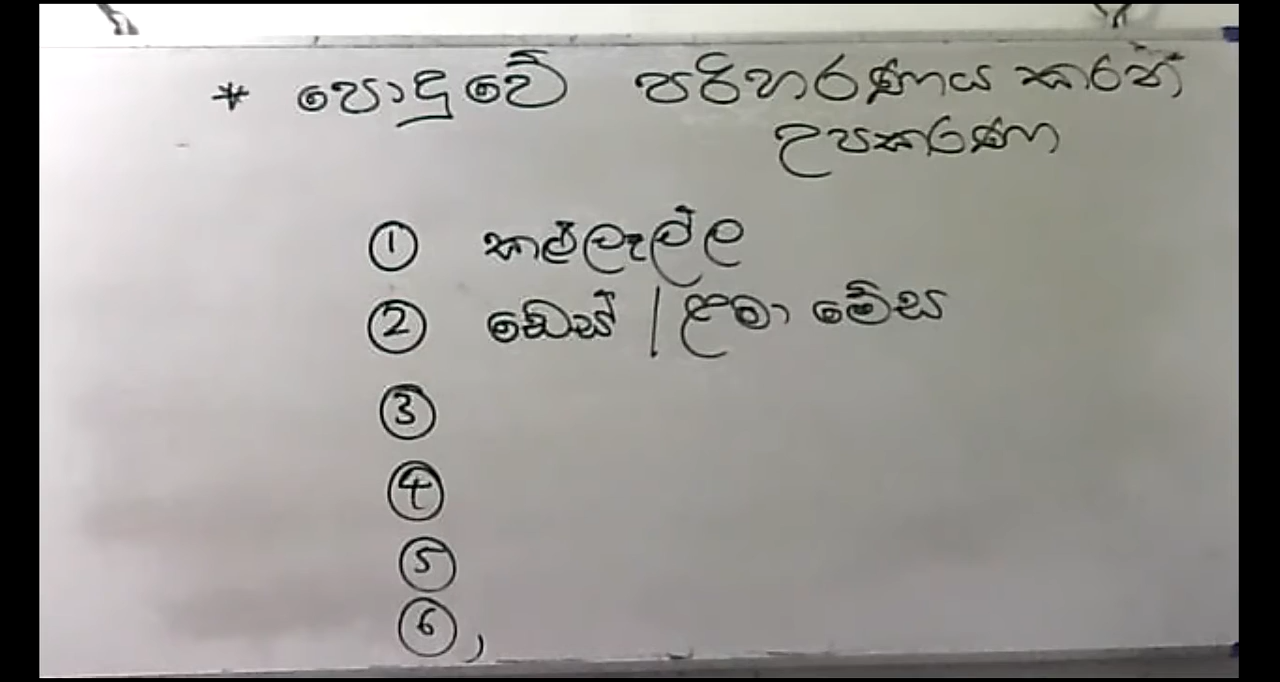 * පොදුවේ පරිහරණය කරන
උපකරණ
① කළ්ලෑල්ල
② ඩෙස් / ළමා මේස
③
④
⑤
⑥ ,